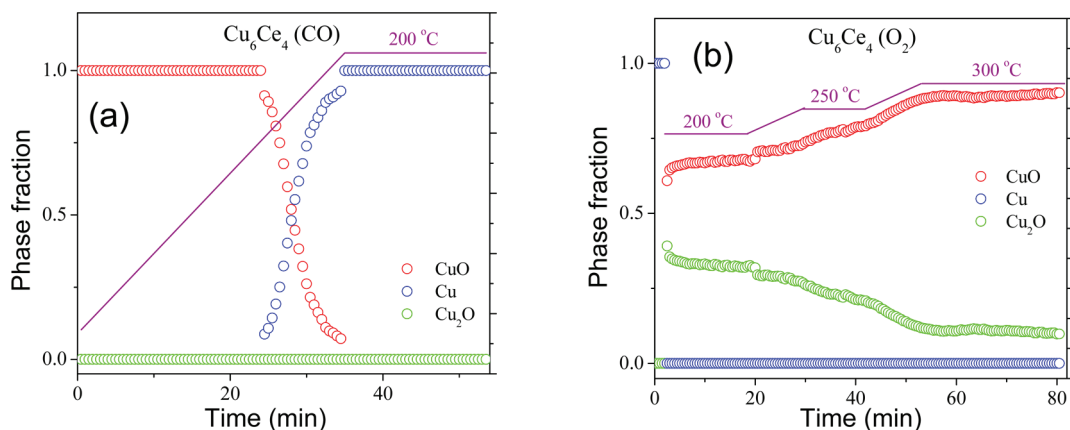 Cu₆Ce₄ (CO)
200 °C
(a)
1.0
0.5
0.0
Phase fraction
CuO
Cu
Cu₂O
0
20
40
Time (min)
Cu₆Ce₄ (O₂)
(b)
300 °C
250 °C
200 °C
1.0
0.5
0.0
Phase fraction
CuO
Cu
Cu₂O
0
20
40
60
80
Time (min)